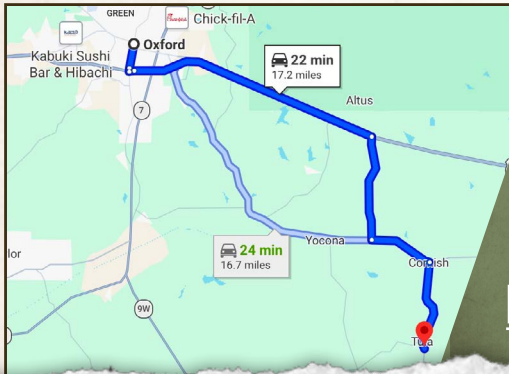 GREEN
Chick-fil-A
Oxford
Kabuki Sushi
Bar & Hibachi
22 min
17.2 miles
Altus
7
24 min
16.7 miles
Yocona
lor
Cornish
9W
Tula